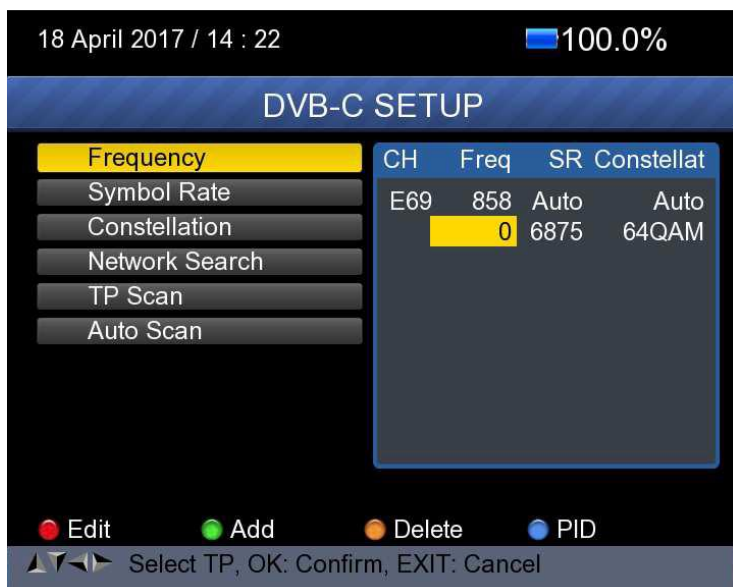 18 April 2017 / 14 : 22 100.0%
DVB-C SETUP
Frequency
Symbol Rate
Constellation
Network Search
TP Scan
Auto Scan
CH Freq SR Constellat
E69 858 Auto Auto
0 6875 64QAM
Edit Add Delete PID
Select TP, OK: Confirm, EXIT: Cancel